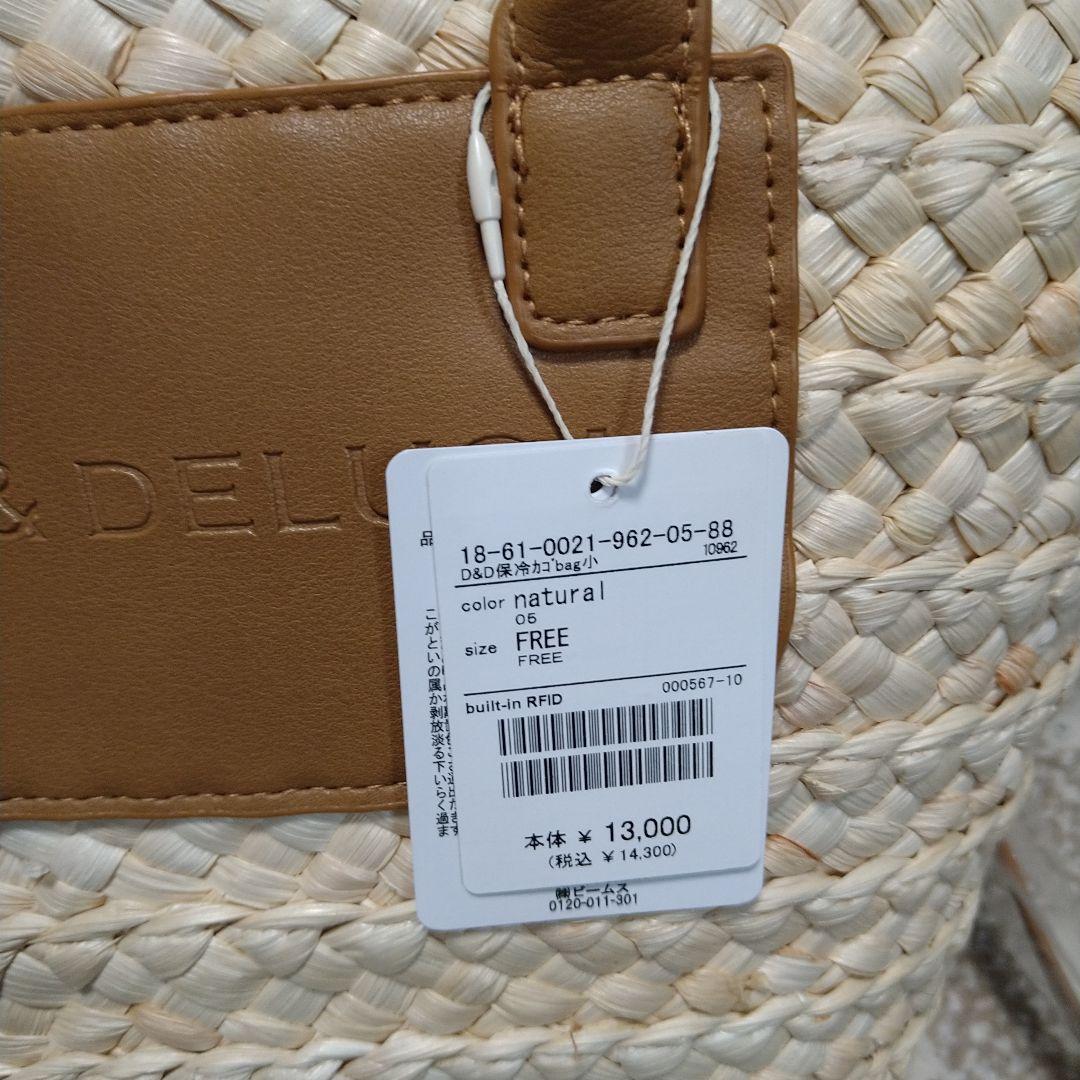 & DELUCA
18-61-0021-962-05-88
10962
D&D保冷ｶｺﾞbag小
color natural
05
size FREE
FREE
000567-10
built-in RFID
本体 ¥ 13,000
(税込 ¥ 14,300)
㈱ビームス
0120-011-301
品